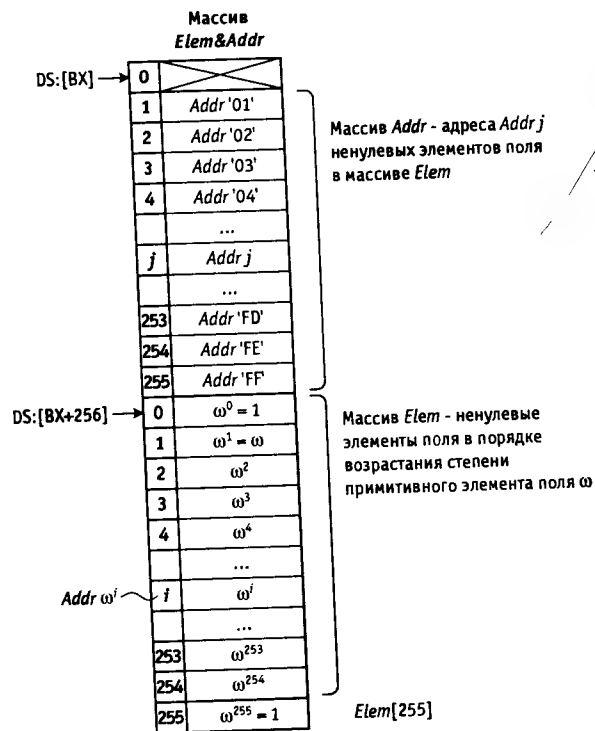 Массив
Elem&Addr
DS:[BX]
0
1 Addr '01'
2 Addr '02'
3 Addr '03'
4 Addr '04'
...
j Addr j
...
253 Addr 'FD'
254 Addr 'FE'
255 Addr 'FF'
Массив Addr - адреса Addr j
ненулевых элементов поля
в массиве Elem
DS:[BX+256]
0 ω⁰ = 1
1 ω¹ = ω
2 ω²
3 ω³
4 ω⁴
...
Addr ωⁱ
i ωⁱ
...
253 ω²⁵³
254 ω²⁵⁴
255 ω²⁵⁵ = 1
Массив Elem - ненулевые
элементы поля в порядке
возрастания степени
примитивного элемента поля ω
Elem[255]